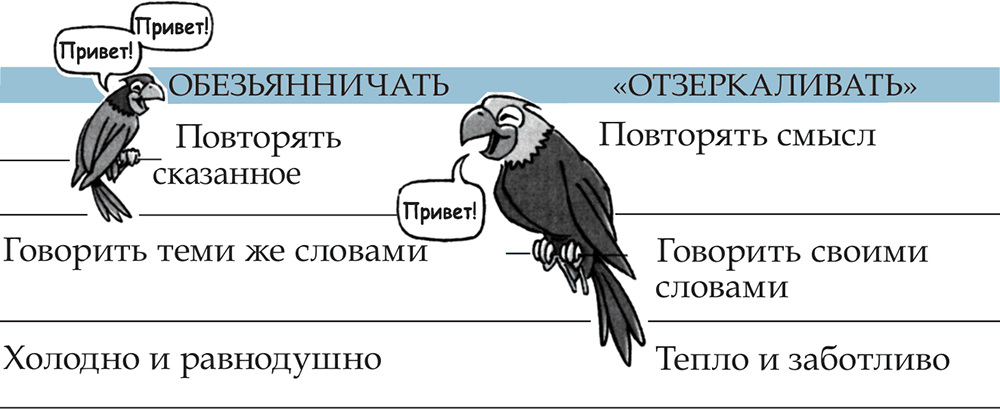 Привет!
Привет!
ОБЕЗЬЯННИЧАТЬ «ОТЗЕРКАЛИВАТЬ»
Повторять
сказанное
Повторять смысл
Привет!
Говорить теми же словами
Говорить своими
словами
Холодно и равнодушно
Тепло и заботливо